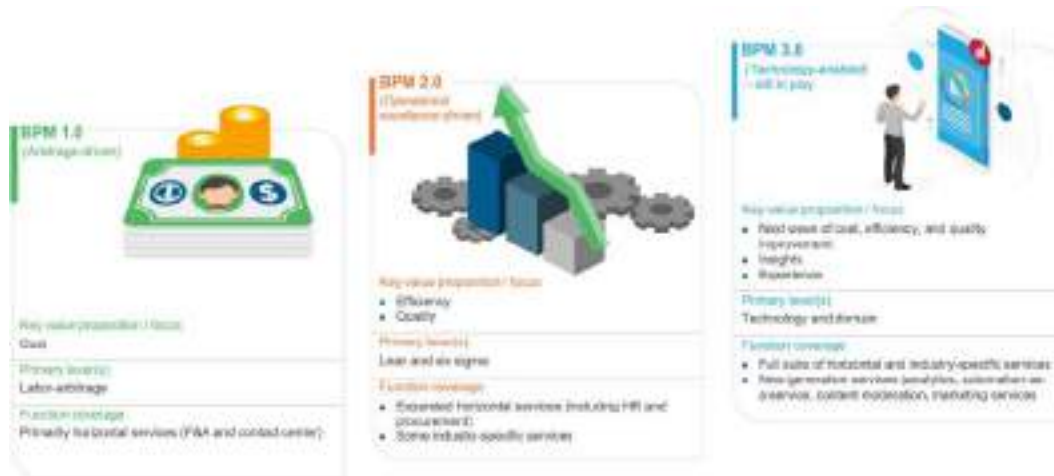 BPM 1.0
(Arbitrage-driven)
Key value proposition / focus
Cost
Primary lever(s)
Labor-arbitrage
Function coverage
Primarily horizontal services (F&A and contact center)
BPM 2.0
(Operational
excellence-driven)
Key value proposition / focus
• Efficiency
• Quality
Primary lever(s)
Lean and six sigma
Function coverage
• Expanded horizontal services (including HR and
procurement)
• Some industry-specific services
BPM 3.0
(Technology-enabled
- still in play)
Key value proposition / focus
• Next wave of cost, efficiency, and quality
improvement
• Insights
• Experience
Primary lever(s)
Technology and domain
Function coverage
• Full suite of horizontal and industry-specific services
• New-generation services (analytics, automation-as-
a-service, content moderation, marketing services